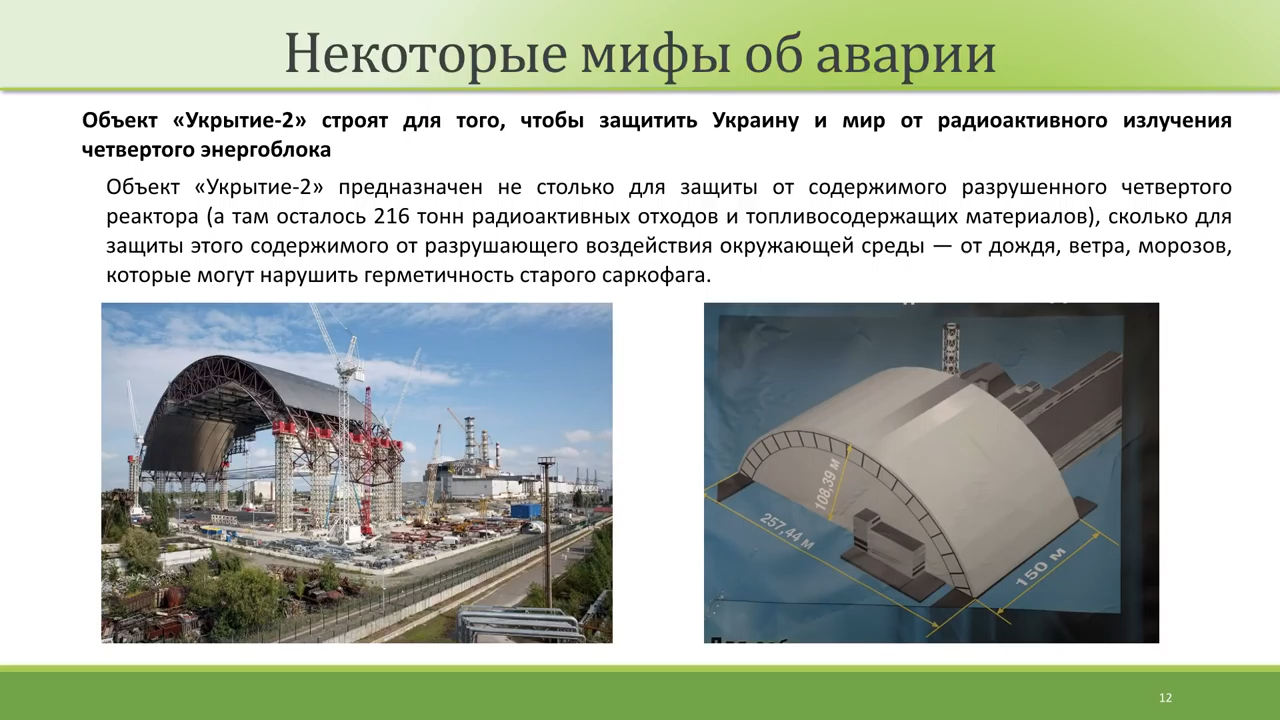 Некоторые мифы об аварии
Объект «Укрытие-2» строят для того, чтобы защитить Украину и мир от радиоактивного излучения
четвертого энергоблока
Объект «Укрытие-2» предназначен не столько для защиты от содержимого разрушенного четвертого
реактора (а там осталось 216 тонн радиоактивных отходов и топливосодержащих материалов), сколько для
защиты этого содержимого от разрушающего воздействия окружающей среды — от дождя, ветра, морозов,
которые могут нарушить герметичность старого саркофага.
108,39 м
257,44 м
150 м
12